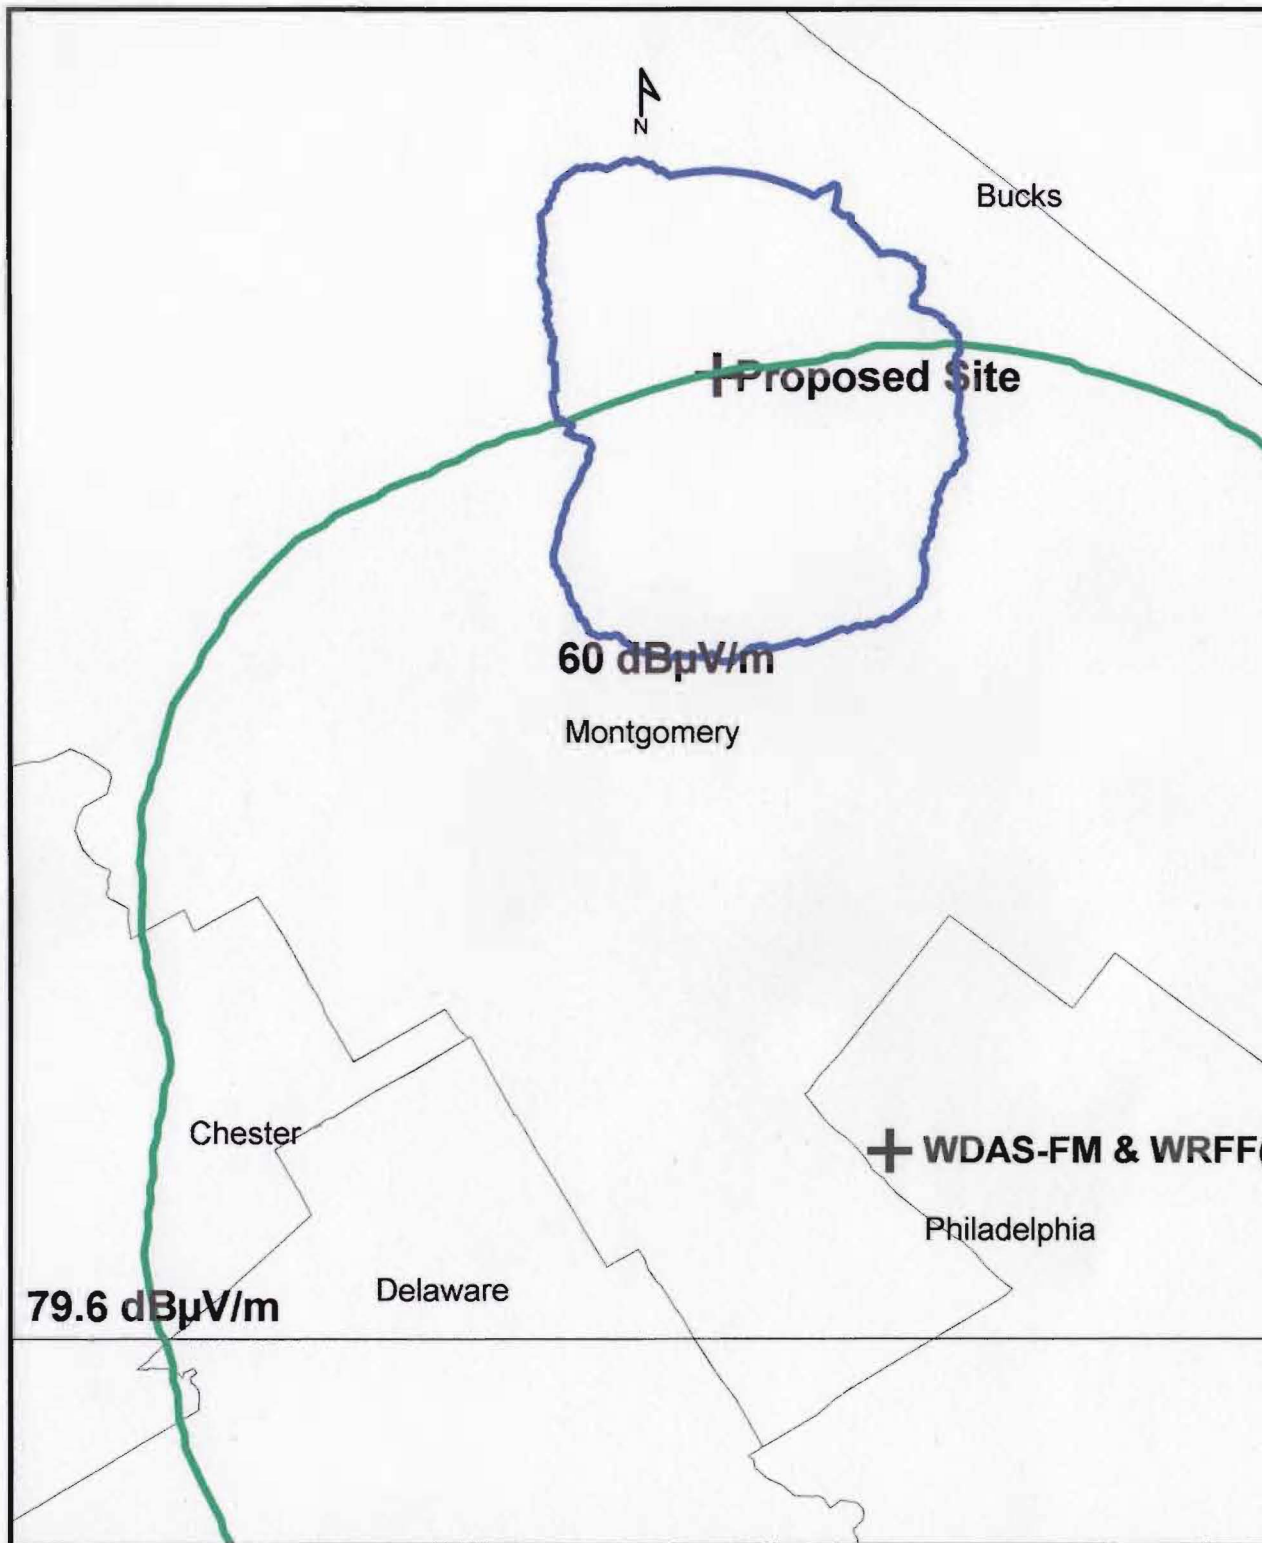 N
Bucks
Proposed Site
60 dBµV/m
Montgomery
Chester
WDAS-FM & WRFF(
Philadelphia
Delaware
79.6 dBµV/m